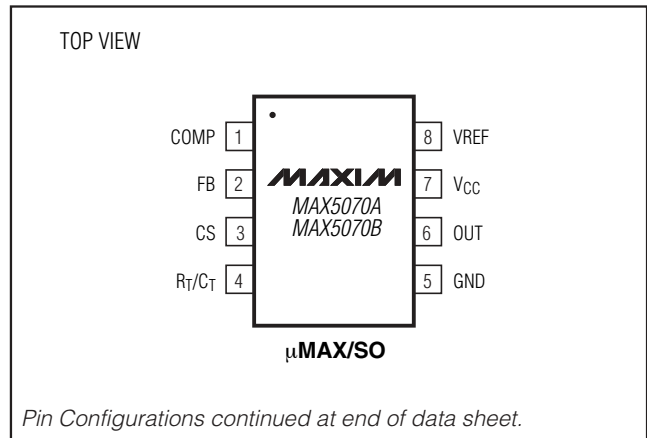 TOP VIEW
COMP 1
8 VREF
FB 2
MAXIM
7 VCC
MAX5070A
CS 3
MAX5070B
6 OUT
RT/CT 4
5 GND
μMAX/SO
Pin Configurations continued at end of data sheet.